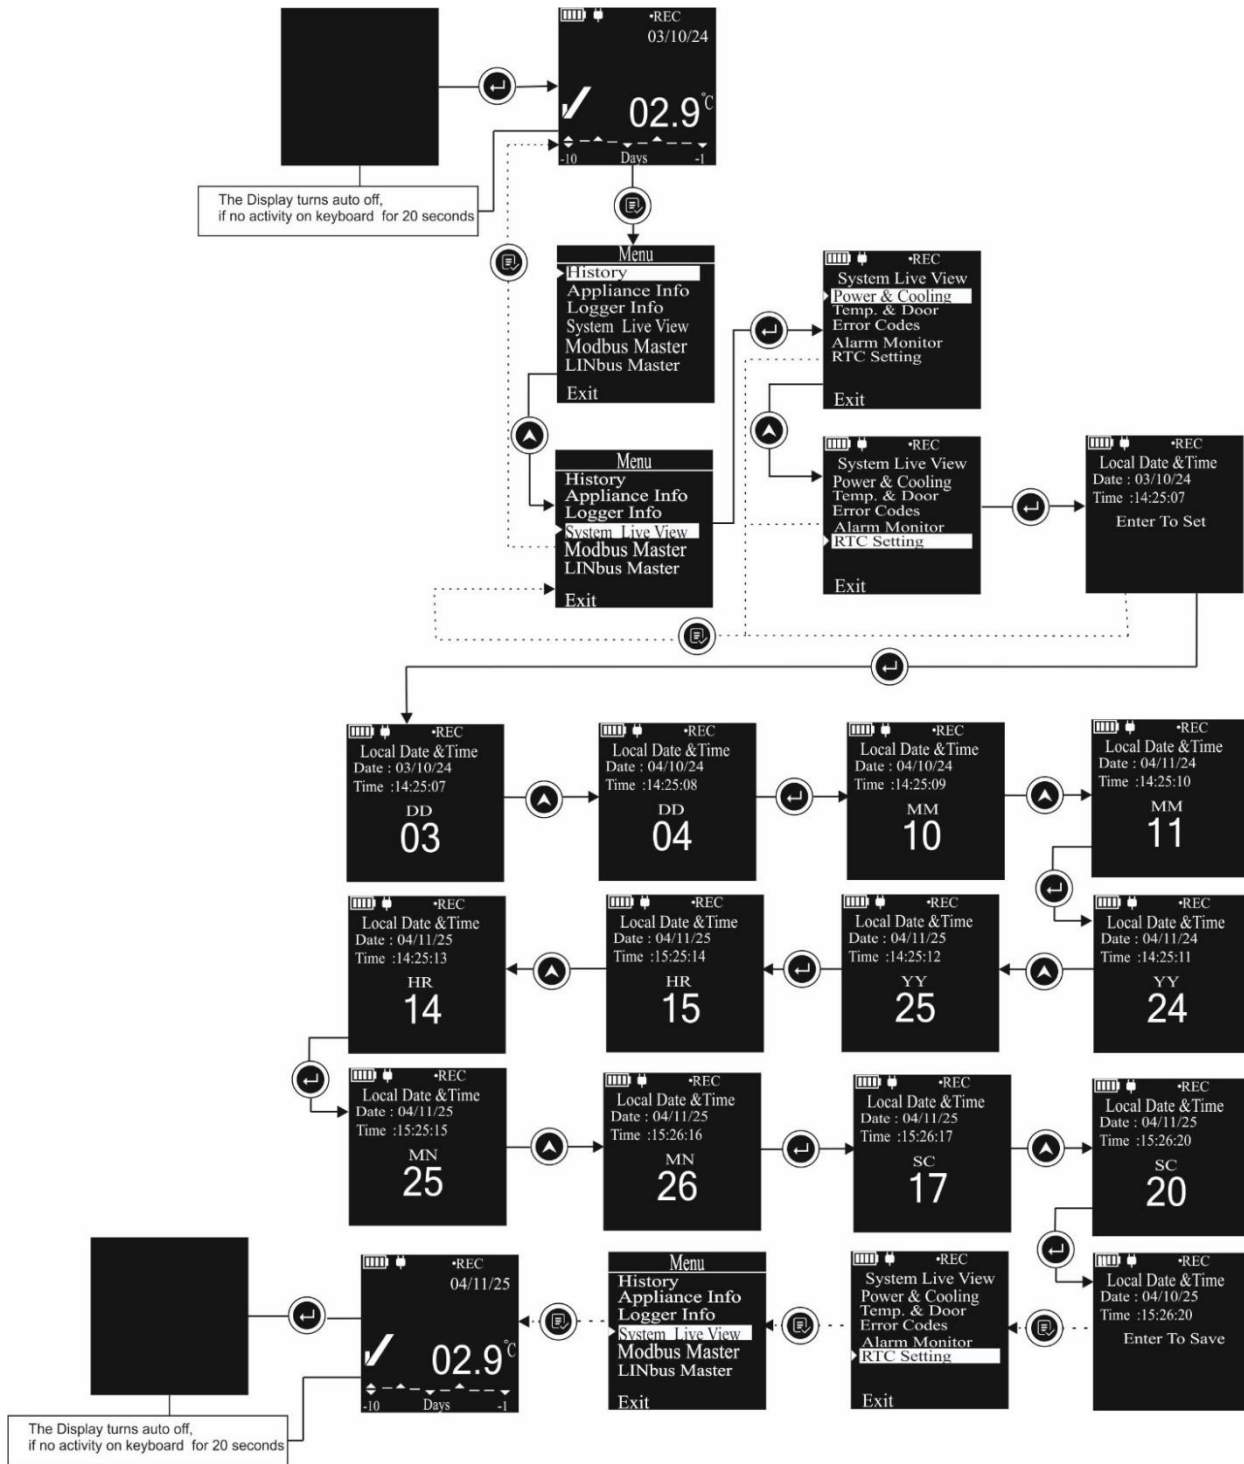 •REC
03/10/24
02.9°C
-10 Days -1
The Display turns auto off,
if no activity on keyboard for 20 seconds
Menu
History
Appliance Info
Logger Info
System Live View
Modbus Master
LINbus Master
Exit
•REC
System Live View
Power & Cooling
Temp. & Door
Error Codes
Alarm Monitor
RTC Setting
Exit
Menu
History
Appliance Info
Logger Info
System Live View
Modbus Master
LINbus Master
Exit
•REC
System Live View
Power & Cooling
Temp. & Door
Error Codes
Alarm Monitor
RTC Setting
Exit
•REC
Local Date &Time
Date : 03/10/24
Time :14:25:07
Enter To Set
•REC
Local Date &Time
Date : 03/10/24
Time :14:25:07
DD
03
•REC
Local Date &Time
Date : 04/10/24
Time :14:25:08
DD
04
•REC
Local Date &Time
Date : 04/10/24
Time :14:25:09
MM
10
•REC
Local Date &Time
Date : 04/11/24
Time :14:25:10
MM
11
•REC
Local Date &Time
Date : 04/11/25
Time :14:25:13
HR
14
•REC
Local Date &Time
Date : 04/11/25
Time :15:25:14
HR
15
•REC
Local Date &Time
Date : 04/11/25
Time :14:25:12
YY
25
•REC
Local Date &Time
Date : 04/11/24
Time :14:25:11
YY
24
•REC
Local Date &Time
Date : 04/11/25
Time :15:25:15
MN
25
•REC
Local Date &Time
Date : 04/11/25
Time :15:26:16
MN
26
•REC
Local Date &Time
Date : 04/11/25
Time :15:26:17
SC
17
•REC
Local Date &Time
Date : 04/11/25
Time :15:26:20
SC
20
•REC
04/11/25
02.9°C
-10 Days -1
The Display turns auto off,
if no activity on keyboard for 20 seconds
Menu
History
Appliance Info
Logger Info
System Live View
Modbus Master
LINbus Master
Exit
•REC
System Live View
Power & Cooling
Temp. & Door
Error Codes
Alarm Monitor
RTC Setting
Exit
•REC
Local Date &Time
Date : 04/10/25
Time :15:26:20
Enter To Save